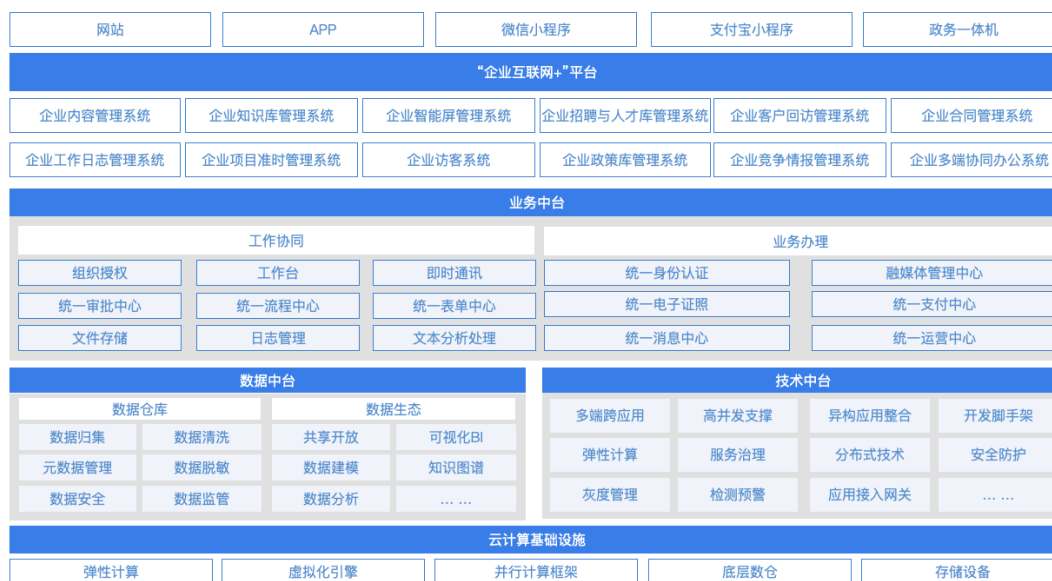 网站 APP 微信小程序 支付宝小程序 政务一体机
“企业互联网+”平台
企业内容管理系统 企业知识库管理系统 企业智能屏管理系统 企业招聘与人才库管理系统 企业客户回访管理系统 企业合同管理系统
企业工作日志管理系统 企业项目准时管理系统 企业访客系统 企业政策库管理系统 企业竞争情报管理系统 企业多端协同办公系统
业务中台
工作协同 业务办理
组织授权 工作台 即时通讯 统一身份认证 融媒体管理中心
统一审批中心 统一流程中心 统一表单中心 统一电子证照 统一支付中心
文件存储 日志管理 文本分析处理 统一消息中心 统一运营中心
数据中台 技术中台
数据仓库 数据生态
数据归集 数据清洗 共享开放 可视化BI
元数据管理 数据脱敏 数据建模 知识图谱
数据安全 数据监管 数据分析 … …
多端跨应用 高并发支撑 异构应用整合 开发脚手架
弹性计算 服务治理 分布式技术 安全防护
灰度管理 检测预警 应用接入网关 … …
云计算基础设施
弹性计算 虚拟化引擎 并行计算框架 底层数仓 存储设备